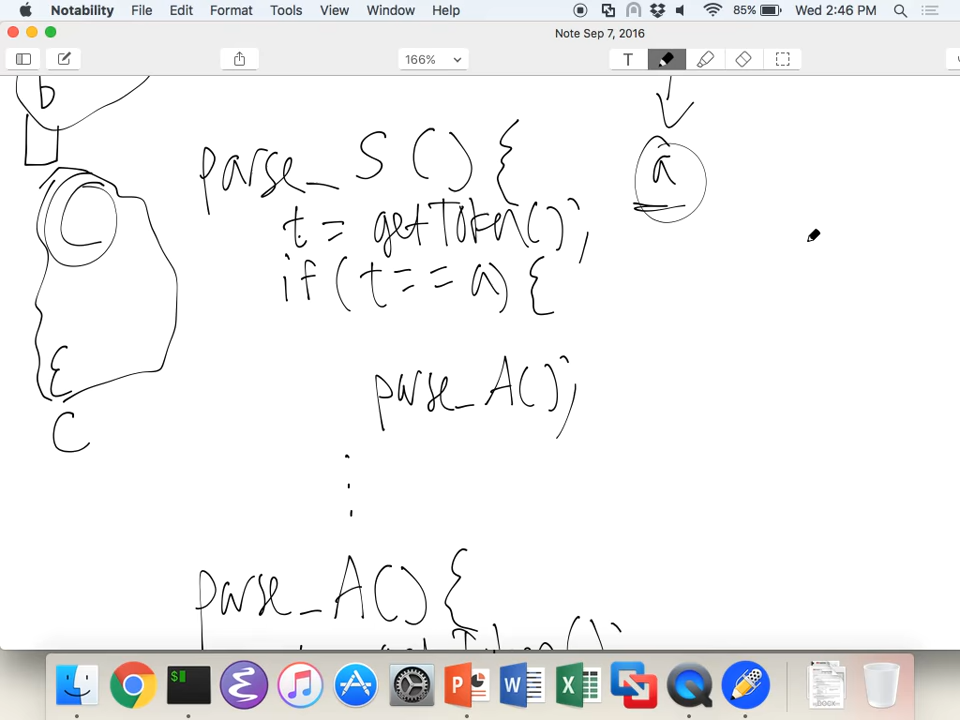 Notability File Edit Format Tools View Window Help 85% Wed 2:46 PM
Note Sep 7, 2016
166% T
b
parse_S() {
a
t = getToken();
if (t == a) {
parse_A();
ε
C
.
.
.
parse_A() {
getToken();